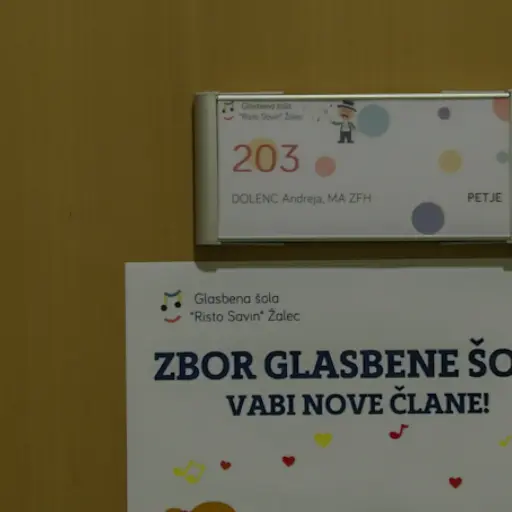 Glasbena šola
"Risto Savin" Žalec
203
DOLENC Andreja, MA ZFH
PETJE
Glasbena šola
"Risto Savin" Žalec
ZBOR GLASBENE ŠO
VABI NOVE ČLANE!